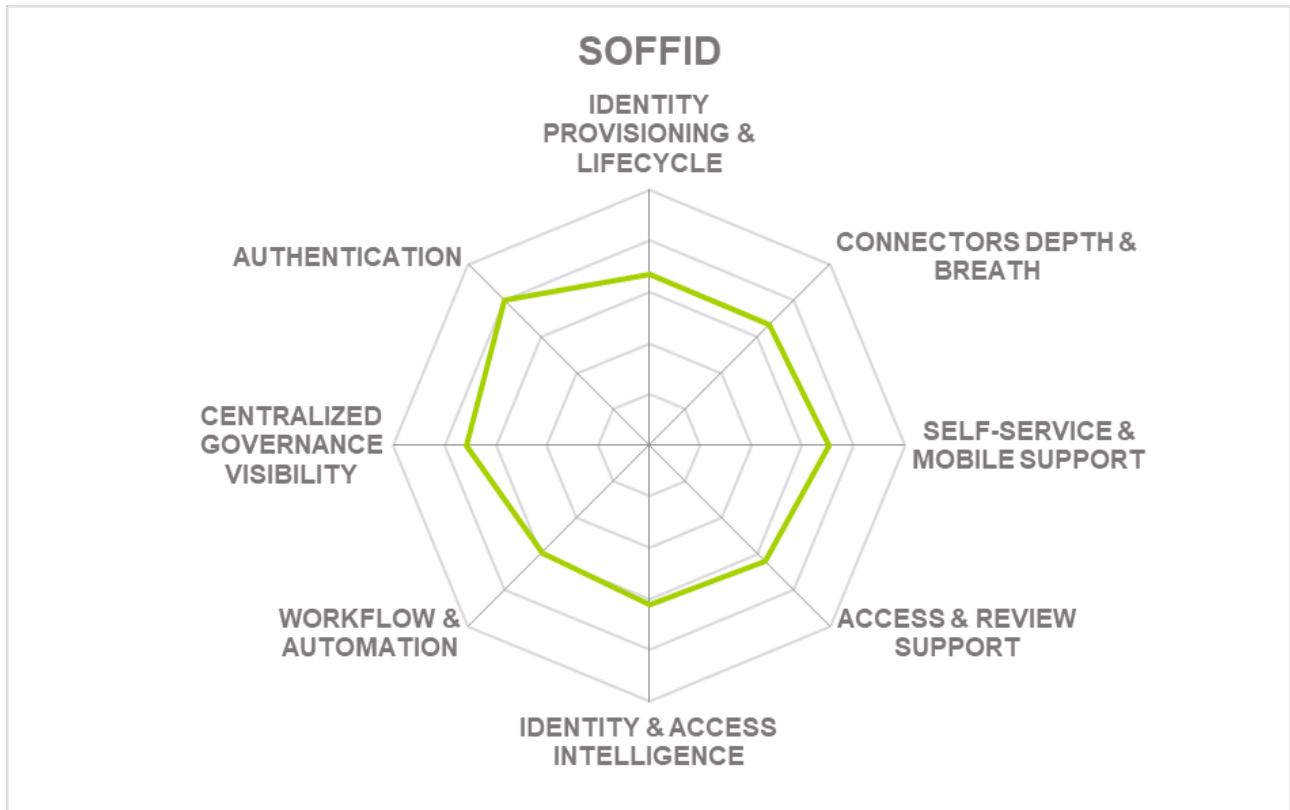 SOFFID
IDENTITY
PROVISIONING &
LIFECYCLE
CONNECTORS DEPTH &
BREATH
SELF-SERVICE &
MOBILE SUPPORT
ACCESS & REVIEW
SUPPORT
IDENTITY & ACCESS
INTELLIGENCE
WORKFLOW &
AUTOMATION
CENTRALIZED
GOVERNANCE
VISIBILITY
AUTHENTICATION